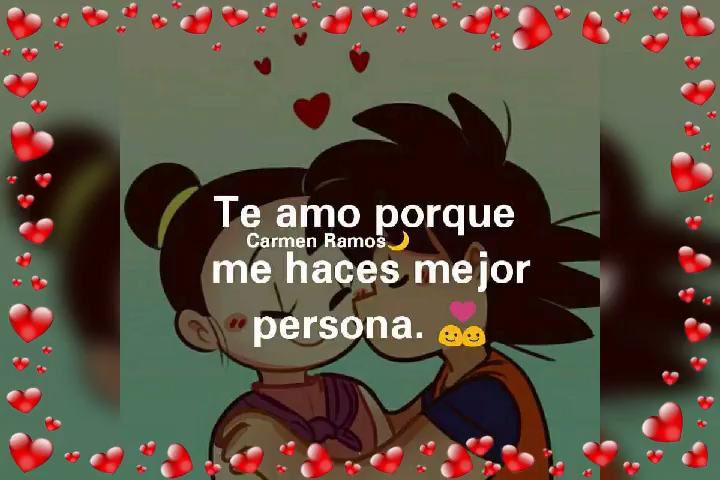 Te amo porque
Carmen Ramos🌙
me haces mejor
persona. 💑